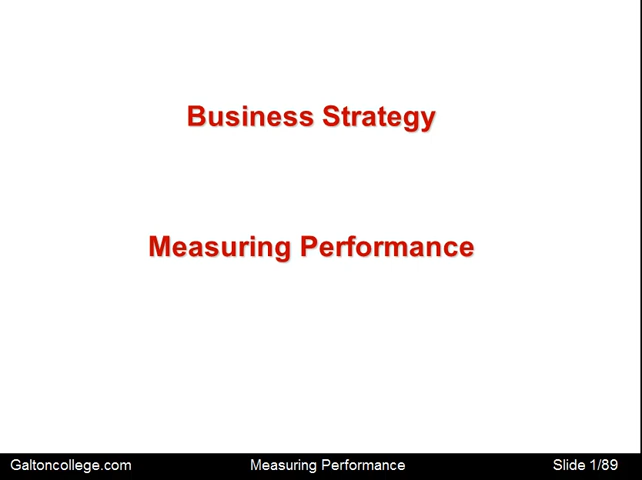 Business Strategy
Measuring Performance
Galtoncollege.com Measuring Performance Slide 1/89